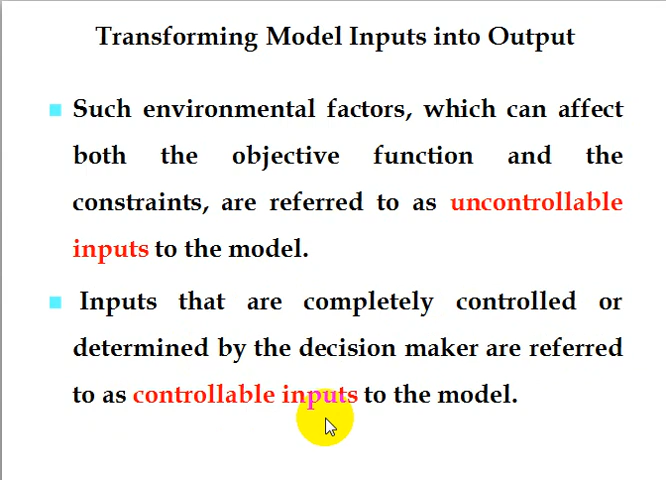 Transforming Model Inputs into Output
Such environmental factors, which can affect
both the objective function and the
constraints, are referred to as uncontrollable
inputs to the model.
Inputs that are completely controlled or
determined by the decision maker are referred
to as controllable inputs to the model.